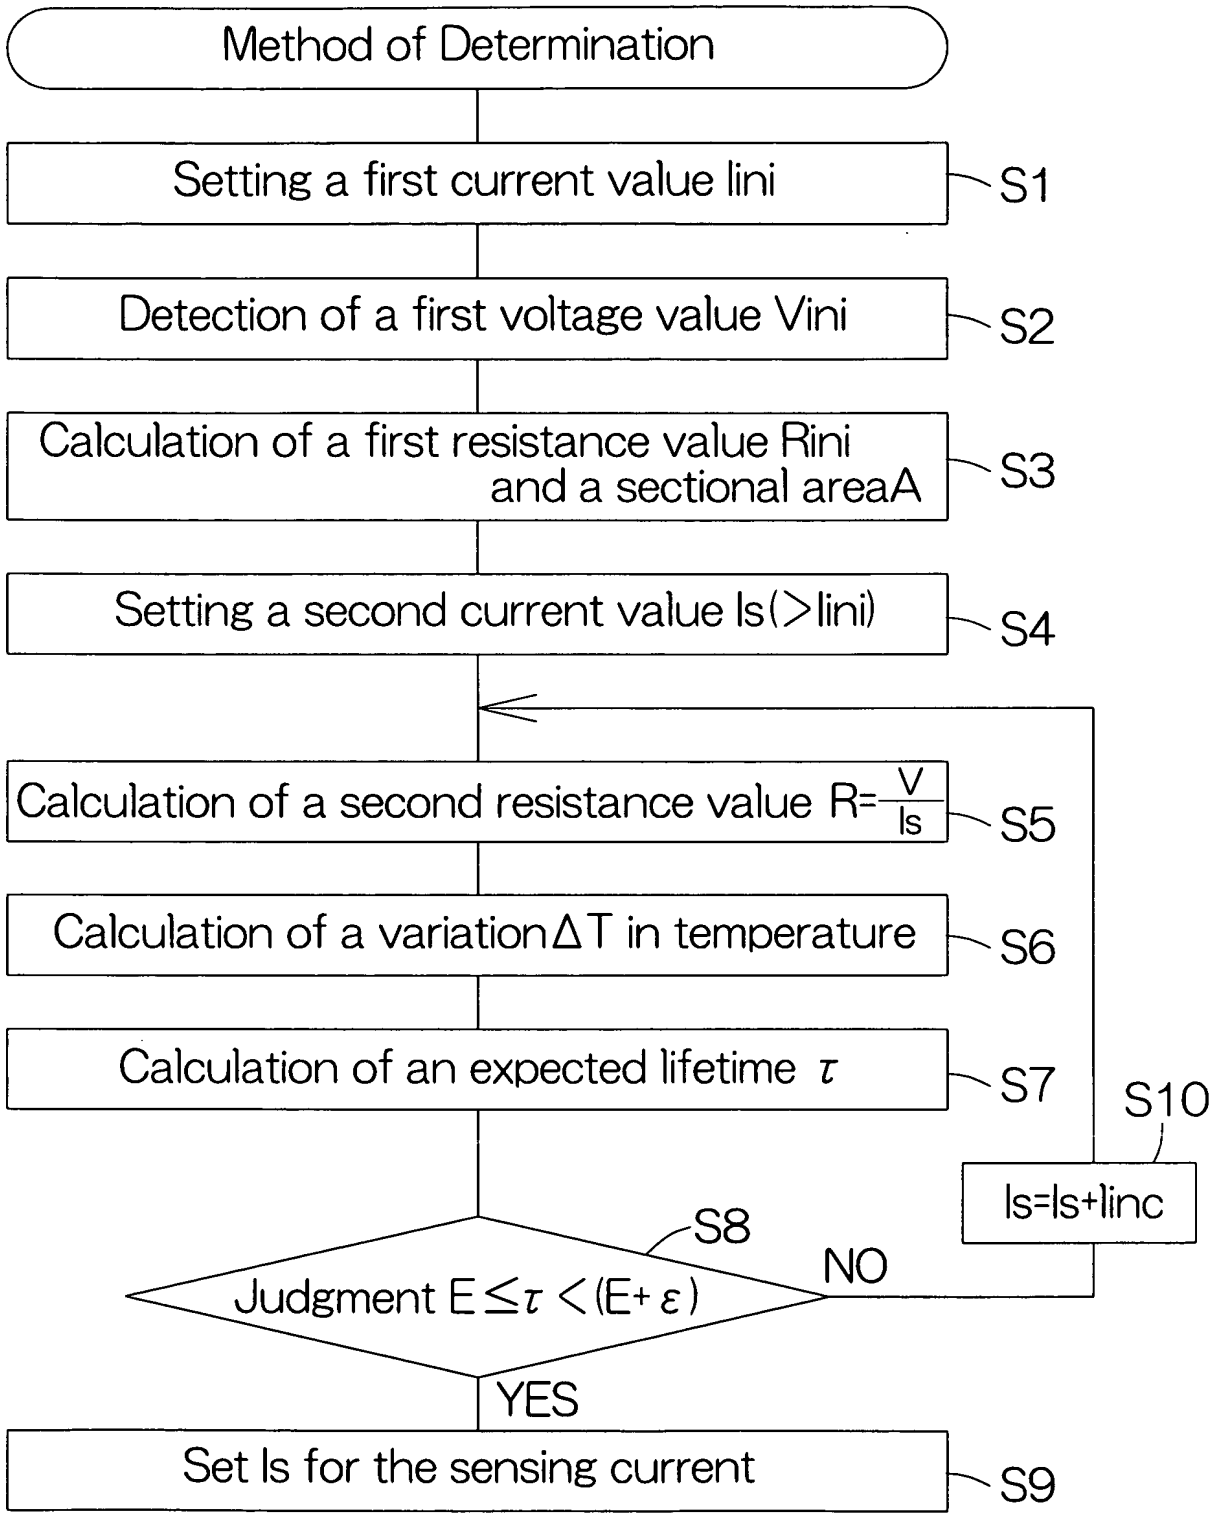 Method of Determination
Setting a first current value Iini
S1
Detection of a first voltage value Vini
S2
Calculation of a first resistance value Rini
and a sectional areaA
S3
Setting a second current value Is(>Iini)
S4
Calculation of a second resistance value R=V/Is
S5
Calculation of a variationΔT in temperature
S6
Calculation of an expected lifetime τ
S7
S10
Is=Is+Iinc
S8
Judgment E≦τ<(E+ε)
NO
YES
Set Is for the sensing current
S9